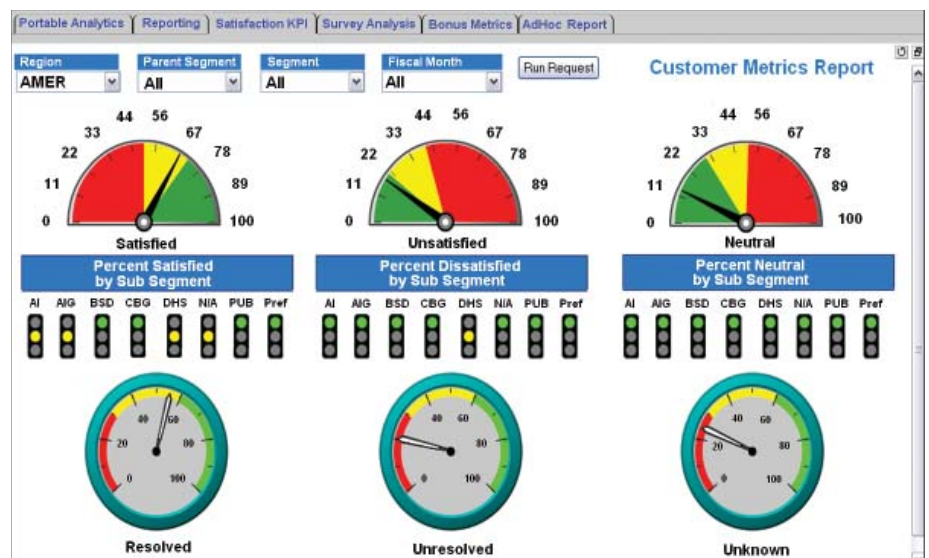 Portable Analytics Reporting Satisfaction KPI Survey Analysis Bonus Metrics AdHoc Report
Region Parent Segment Segment Fiscal Month
AMER All All All Run Request Customer Metrics Report
0 11 22 33 44 56 67 78 89 100
Satisfied
0 11 22 33 44 56 67 78 89 100
Unsatisfied
0 11 22 33 44 56 67 78 89 100
Neutral
Percent Satisfied
by Sub Segment
AI AIG BSD CBG DHS N/A PUB Pref
Percent Dissatisfied
by Sub Segment
AI AIG BSD CBG DHS N/A PUB Pref
Percent Neutral
by Sub Segment
AI AIG BSD CBG DHS N/A PUB Pref
0 20 40 60 80 100
Resolved
0 20 40 60 80 100
Unresolved
0 20 40 60 80 100
Unknown